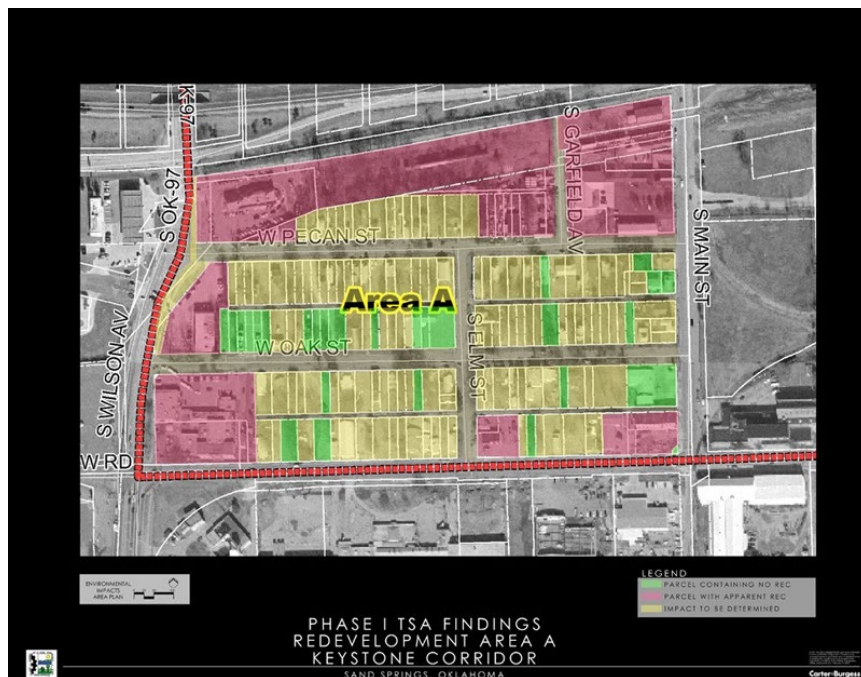 K-97
S OK-97
S GARFIELD AV
W PECAN ST
S MAIN ST
Area A
S ELM ST
W OAK ST
S WILSON AV
W RD
ENVIRONMENTAL
IMPACTS
AREA PLAN
LEGEND
PARCEL CONTAINING NO REC
PARCEL WITH APPARENT REC
IMPACT TO BE DETERMINED
PHASE I TSA FINDINGS
REDEVELOPMENT AREA A
KEYSTONE CORRIDOR
SAND SPRINGS, OKLAHOMA
Carter-Burgess